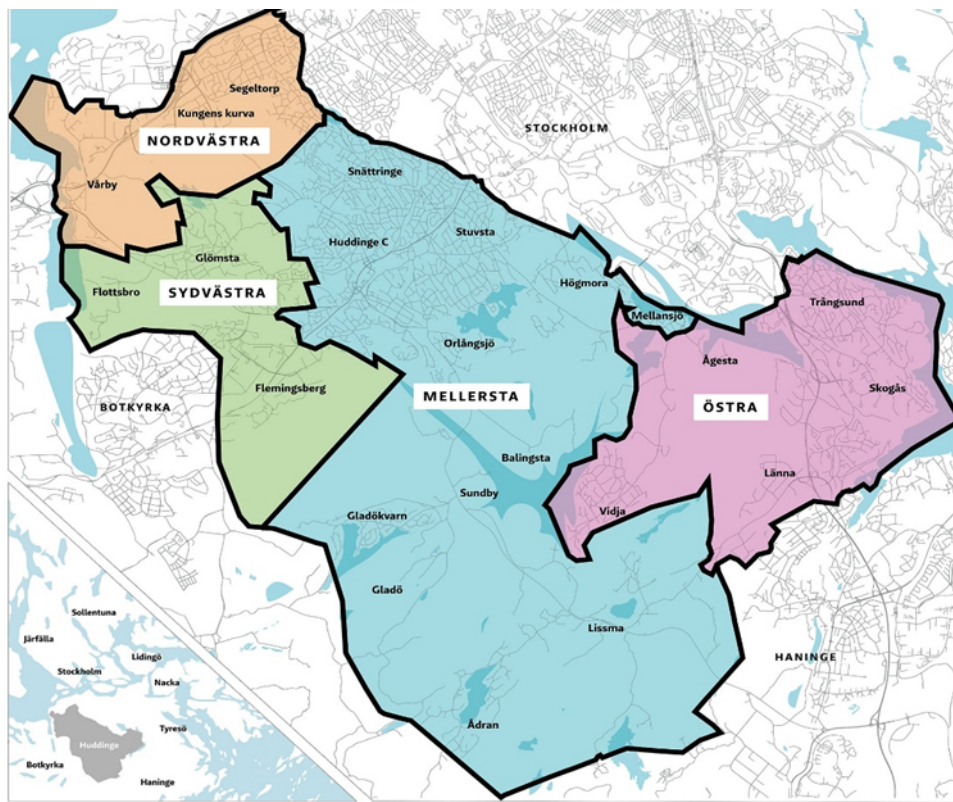 Segeltorp
Kungens kurva
NORDVÄSTRA
STOCKHOLM
Snättringe
Vårby
Stuvsta
Huddinge C
Glömsta
Högmora
Flottsbro
SYDVÄSTRA
Trångsund
Mellansjö
Orlångsjö
Ågesta
Flemingsberg
Skogås
MELLERSTA
ÖSTRA
BOTKYRKA
Balingsta
Länna
Sundby
Vidja
Gladökvarn
Gladö
Lissma
HANINGE
Ådran
Sollentuna
Järfälla
Lidingö
Stockholm
Nacka
Tyresö
Huddinge
Botkyrka
Haninge